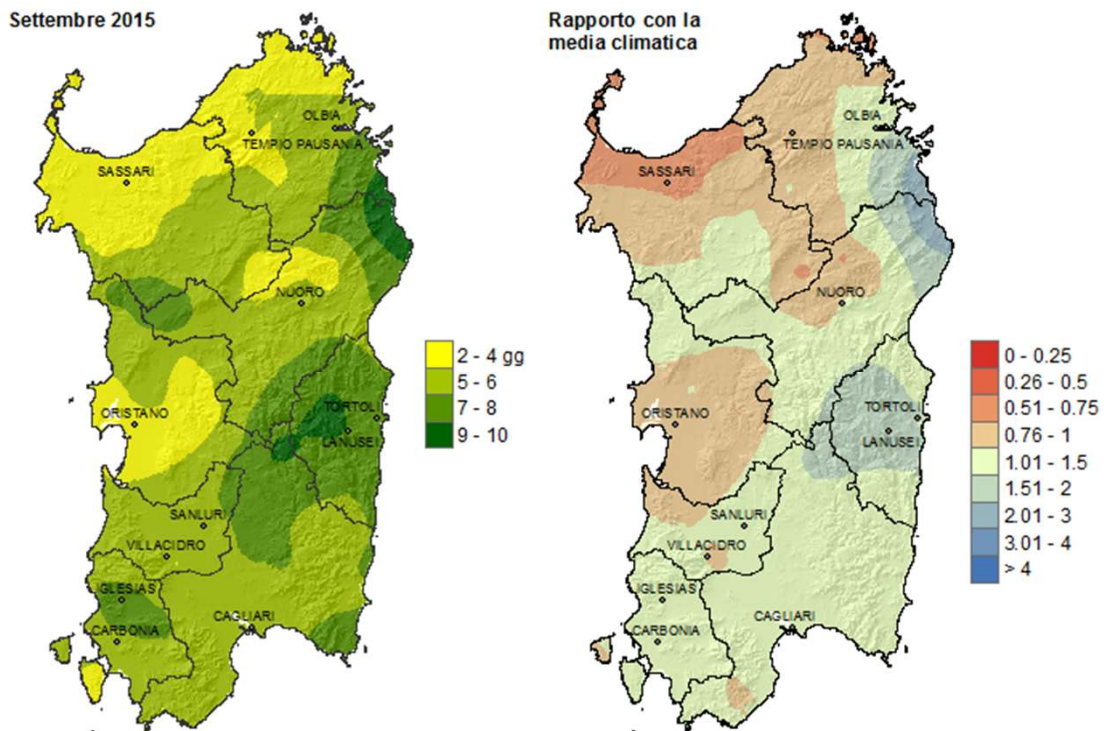 Settembre 2015
OLBIA
TEMPIO PAUSANIA
SASSARI
NUORO
ORISTANO
TORTOLI
LANUSEI
SANLURI
VILLACIDRO
IGLESIAS
CARBONIA
CAGLIARI
2 - 4 gg
5 - 6
7 - 8
9 - 10
Rapporto con la
media climatica
OLBIA
TEMPIO PAUSANIA
SASSARI
NUORO
ORISTANO
TORTOLI
LANUSEI
SANLURI
VILLACIDRO
IGLESIAS
CARBONIA
CAGLIARI
0 - 0.25
0.26 - 0.5
0.51 - 0.75
0.76 - 1
1.01 - 1.5
1.51 - 2
2.01 - 3
3.01 - 4
> 4